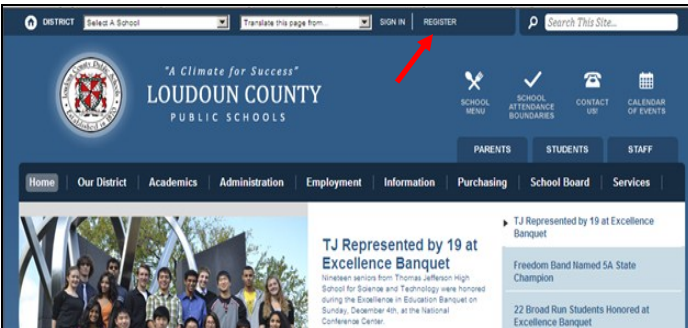 DISTRICT Select A School Translate this page from... SIGN IN REGISTER Search This Site...
"A Climate for Success"
LOUDOUN COUNTY
PUBLIC SCHOOLS
SCHOOL
MENU
SCHOOL
ATTENDANCE
BOUNDARIES
CONTACT
US!
CALENDAR
OF EVENTS
PARENTS STUDENTS STAFF
Home Our District Academics Administration Employment Information Purchasing School Board Services
TJ Represented by 19 at
Excellence Banquet
Nineteen seniors from Thomas Jefferson High
School for Science and Technology were honored
during the Excellence in Education Banquet on
Sunday, December 4th, at the National
Conference Center.
TJ Represented by 19 at Excellence
Banquet
Freedom Band Named 5A State
Champion
22 Broad Run Students Honored at
Excellence Banquet